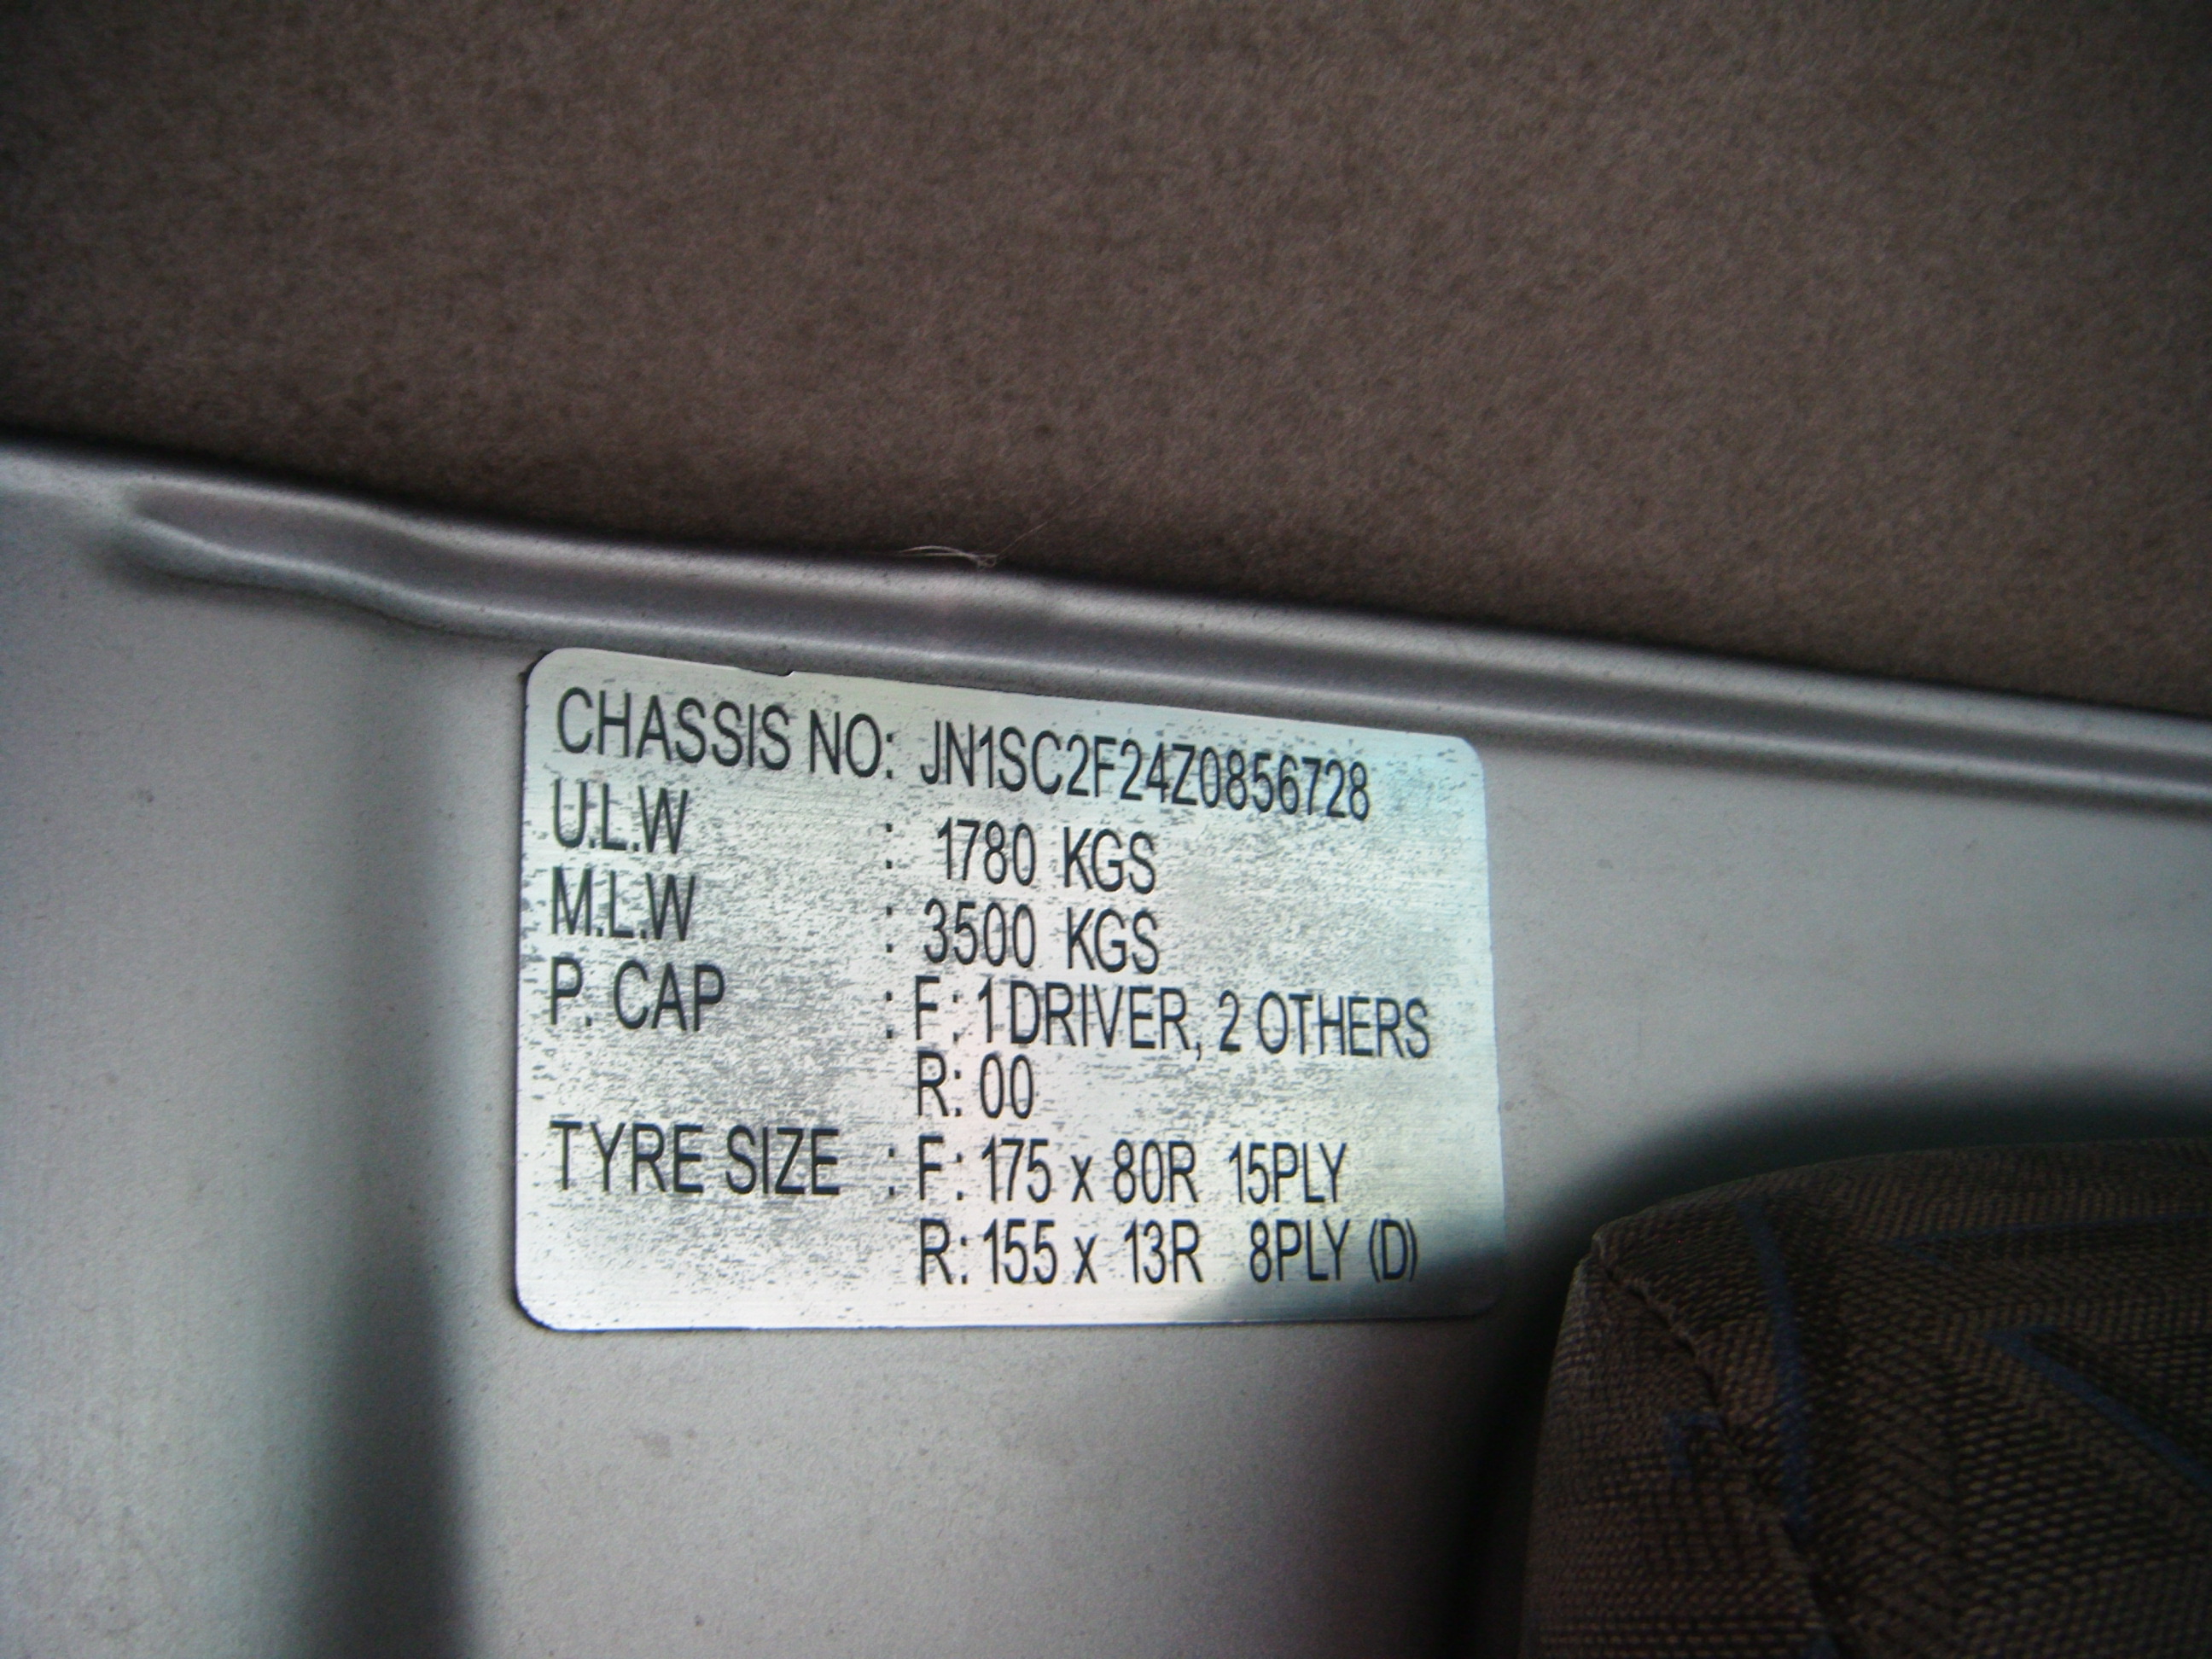 CHASSIS NO: JN1SC2F24Z0856728
U.L.W : 1780 KGS
M.L.W : 3500 KGS
P. CAP : F: 1 DRIVER, 2 OTHERS
R: 00
TYRE SIZE : F: 175 x 80R 15PLY
R: 155 x 13R 8PLY (D)